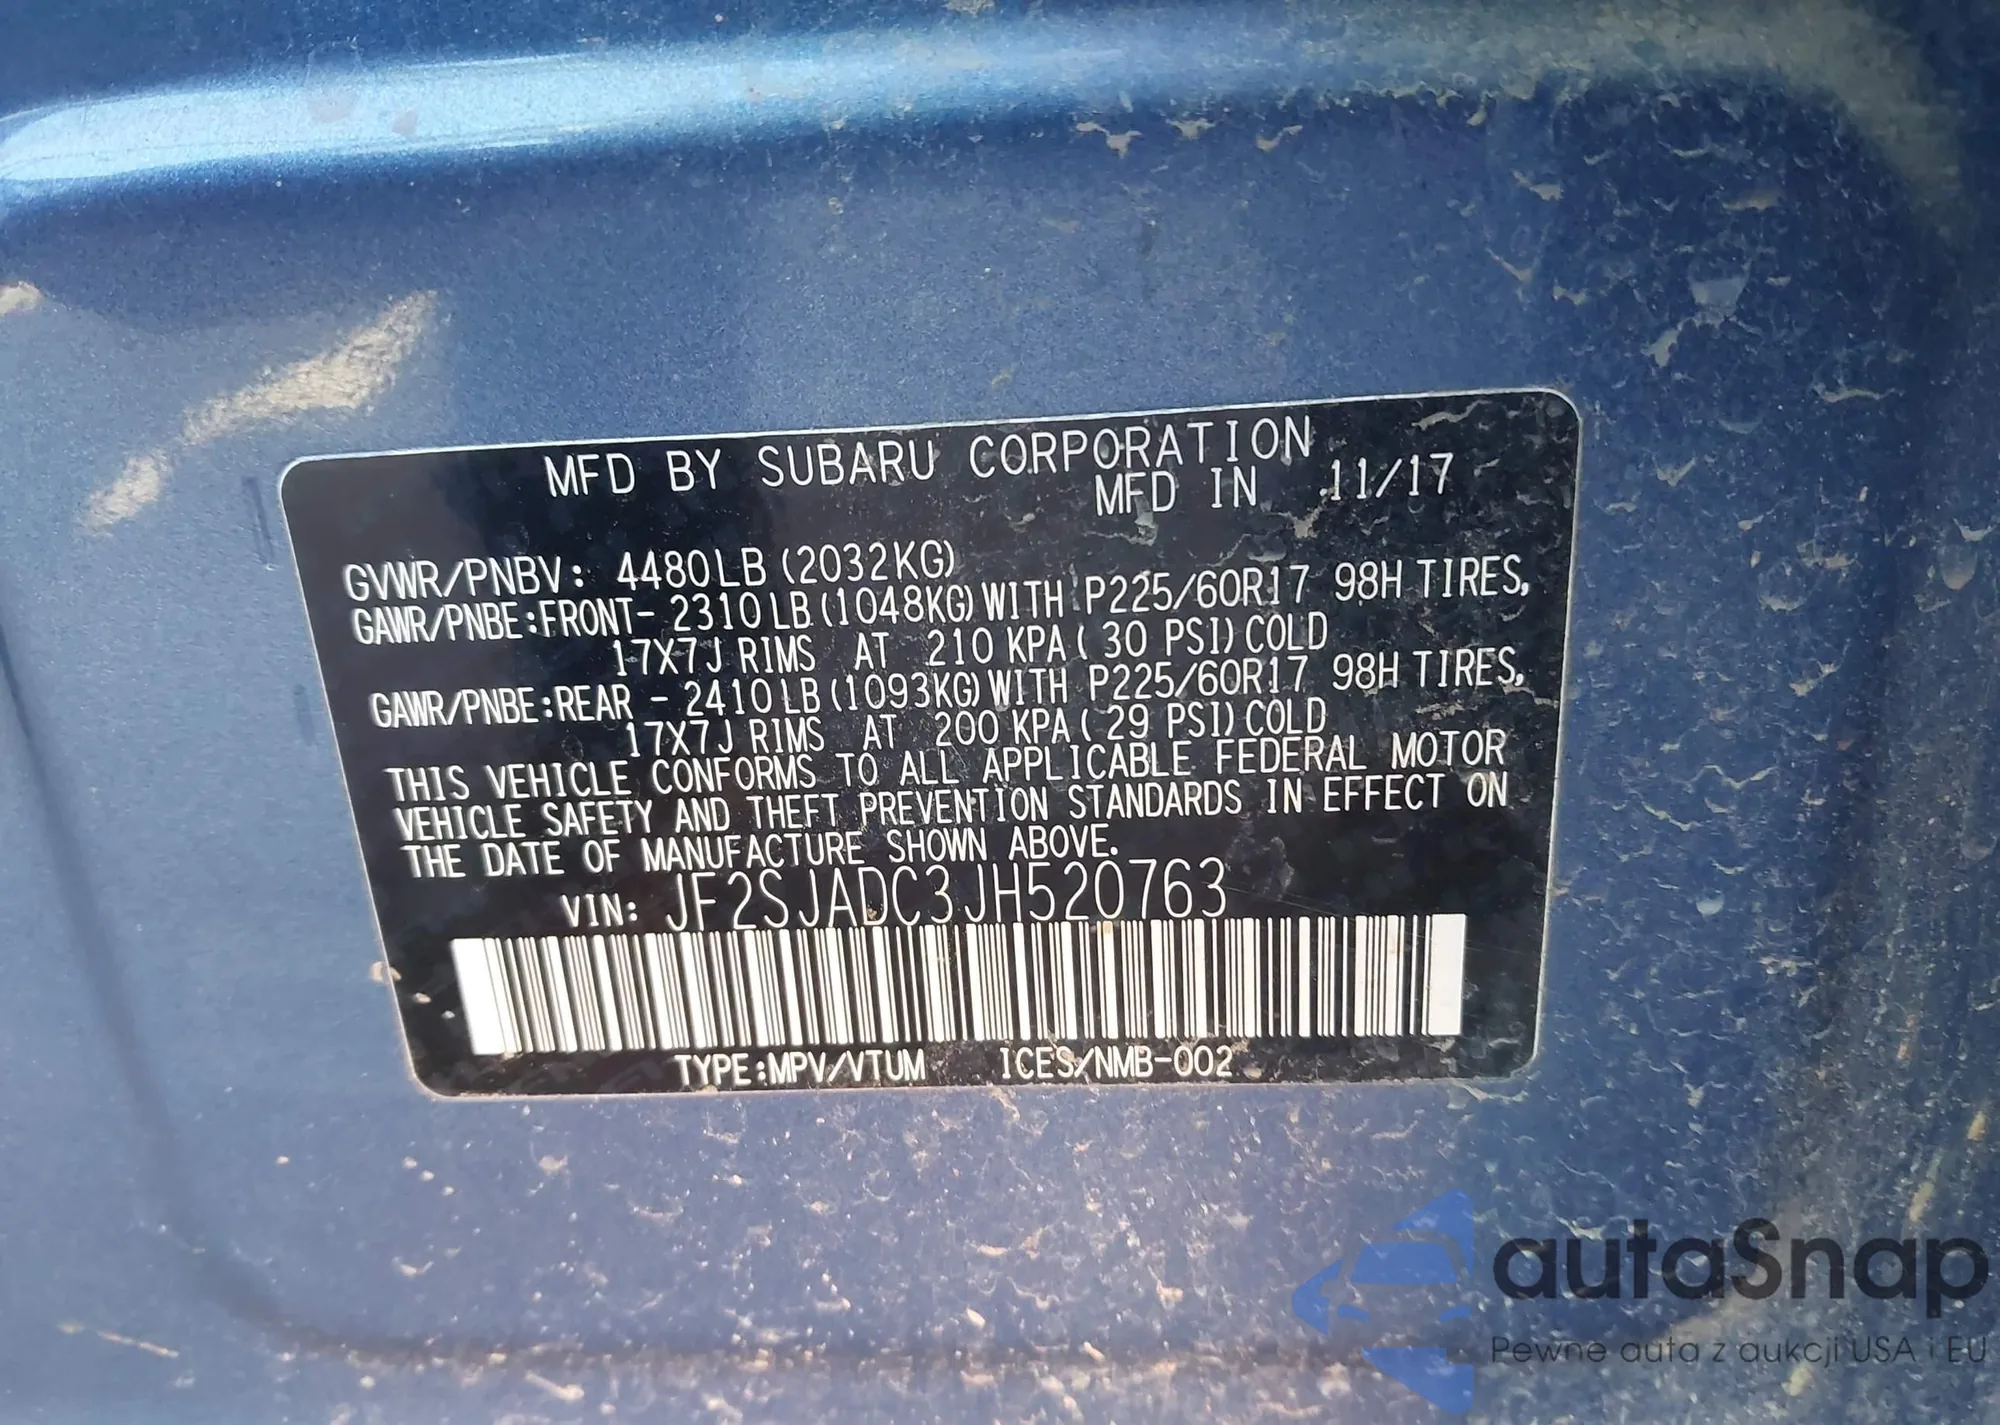 MFD BY SUBARU CORPORATION
MFD IN 11/17
GVWR/PNBV: 4480LB (2032KG)
GAWR/PNBE:FRONT- 2310LB(1048KG)WITH P225/60R17 98H TIRES,
17X7J RIMS AT 210 KPA( 30 PSI)COLD
GAWR/PNBE:REAR - 2410LB(1093KG)WITH P225/60R17 98H TIRES,
17X7J RIMS AT 200 KPA( 29 PSI)COLD
THIS VEHICLE CONFORMS TO ALL APPLICABLE FEDERAL MOTOR
VEHICLE SAFETY AND THEFT PREVENTION STANDARDS IN EFFECT ON
THE DATE OF MANUFACTURE SHOWN ABOVE.
VIN: JF2SJADC3JH520763
TYPE:MPV/VTUM ICES/NMB-002
autaSnap
Pewne auta z aukcji USA i EU